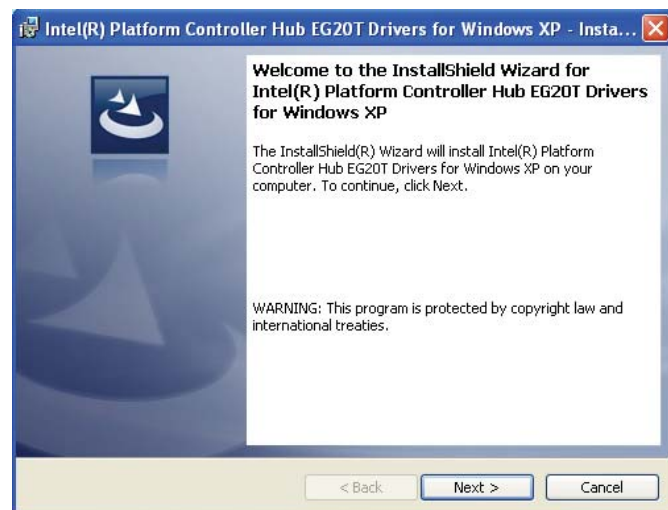 Intel(R) Platform Controller Hub EG20T Drivers for Windows XP - Insta...
Welcome to the InstallShield Wizard for
Intel(R) Platform Controller Hub EG20T Drivers
for Windows XP
The InstallShield(R) Wizard will install Intel(R) Platform
Controller Hub EG20T Drivers for Windows XP on your
computer. To continue, click Next.
WARNING: This program is protected by copyright law and
international treaties.
< Back
Next >
Cancel